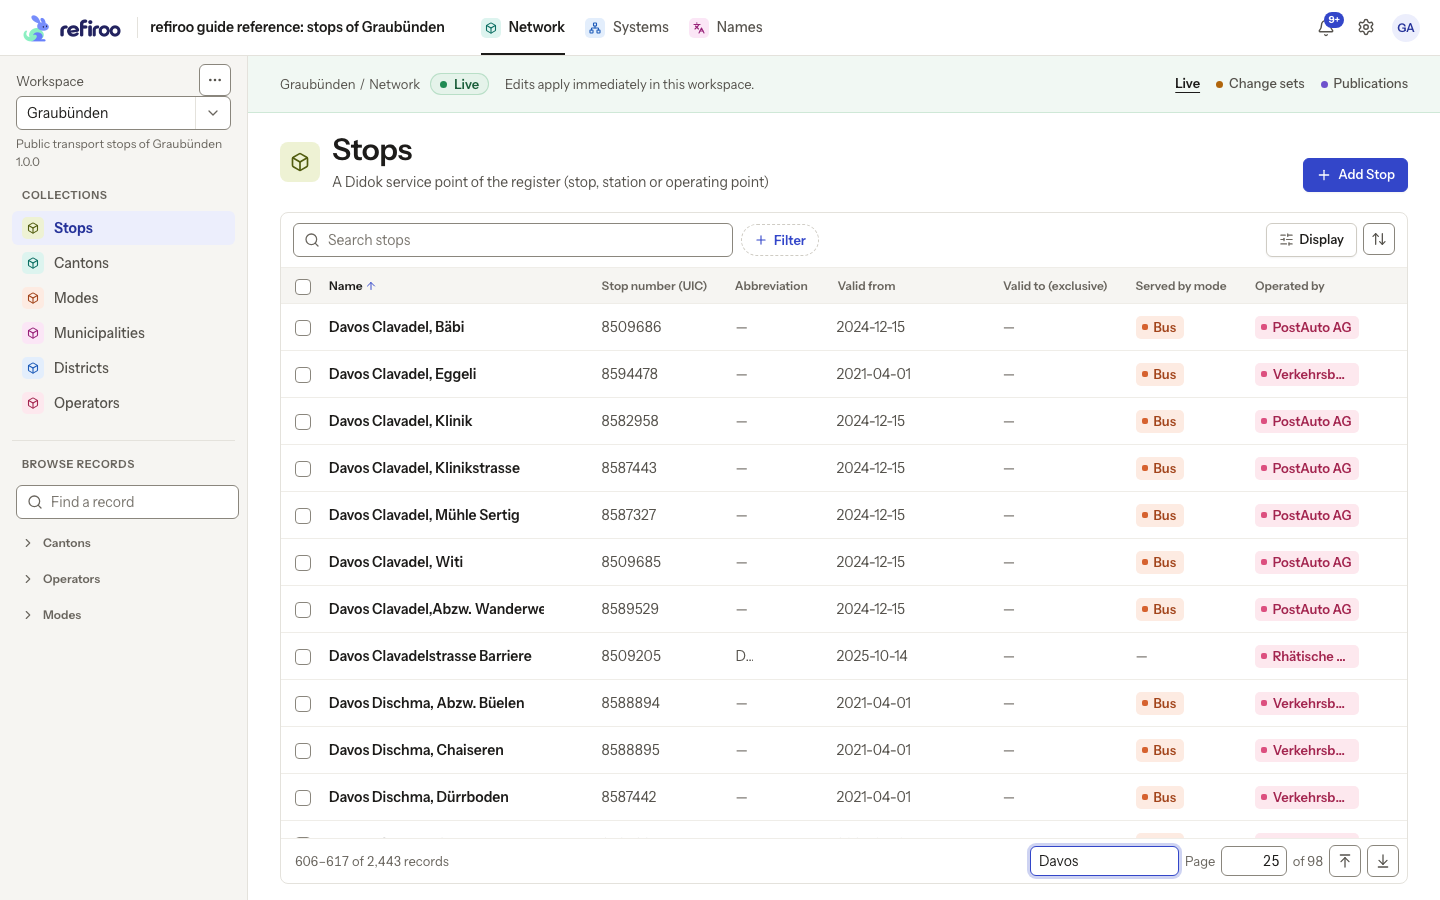 refiroo
refiroo guide reference: stops of Graubünden
Network
Systems
Names
9+
GA
Workspace
Graubünden
Public transport stops of Graubünden
1.0.0
COLLECTIONS
Stops
Cantons
Modes
Municipalities
Districts
Operators
BROWSE RECORDS
Find a record
Cantons
Operators
Modes
Graubünden / Network
Live
Edits apply immediately in this workspace.
Live
Change sets
Publications
Stops
A Didok service point of the register (stop, station or operating point)
Add Stop
Search stops
Filter
Display
Name Stop number (UIC) Abbreviation Valid from Valid to (exclusive) Served by mode Operated by
Davos Clavadel, Bäbi 8509686 — 2024-12-15 — Bus PostAuto AG
Davos Clavadel, Eggeli 8594478 — 2021-04-01 — Bus Verkehrsb...
Davos Clavadel, Klinik 8582958 — 2024-12-15 — Bus PostAuto AG
Davos Clavadel, Klinikstrasse 8587443 — 2024-12-15 — Bus PostAuto AG
Davos Clavadel, Mühle Sertig 8587327 — 2024-12-15 — Bus PostAuto AG
Davos Clavadel, Witi 8509685 — 2024-12-15 — Bus PostAuto AG
Davos Clavadel,Abzw. Wanderwe 8589529 — 2024-12-15 — Bus PostAuto AG
Davos Clavadelstrasse Barriere 8509205 D... 2025-10-14 — — Rhätische ...
Davos Dischma, Abzw. Büelen 8588894 — 2021-04-01 — Bus Verkehrsb...
Davos Dischma, Chaiseren 8588895 — 2021-04-01 — Bus Verkehrsb...
Davos Dischma, Dürrboden 8587442 — 2021-04-01 — Bus Verkehrsb...
606–617 of 2,443 records
Davos
Page
25
of 98